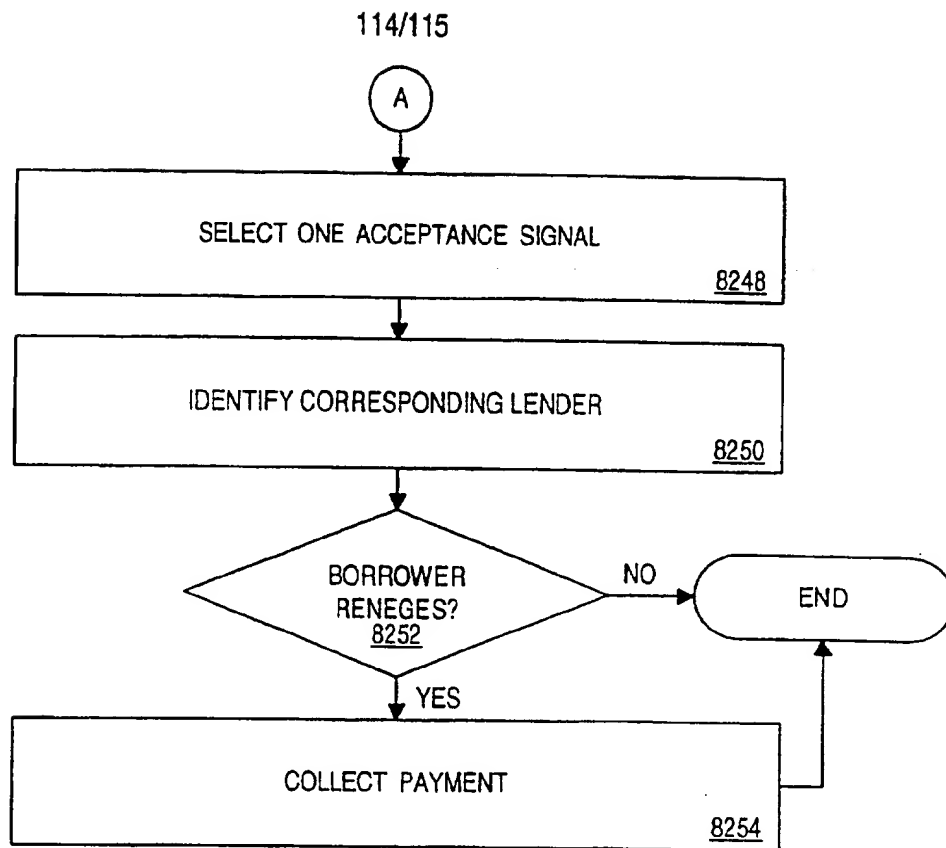 114/115
A
SELECT ONE ACCEPTANCE SIGNAL
8248
IDENTIFY CORRESPONDING LENDER
8250
BORROWER
RENEGES?
8252
NO
END
YES
COLLECT PAYMENT
8254